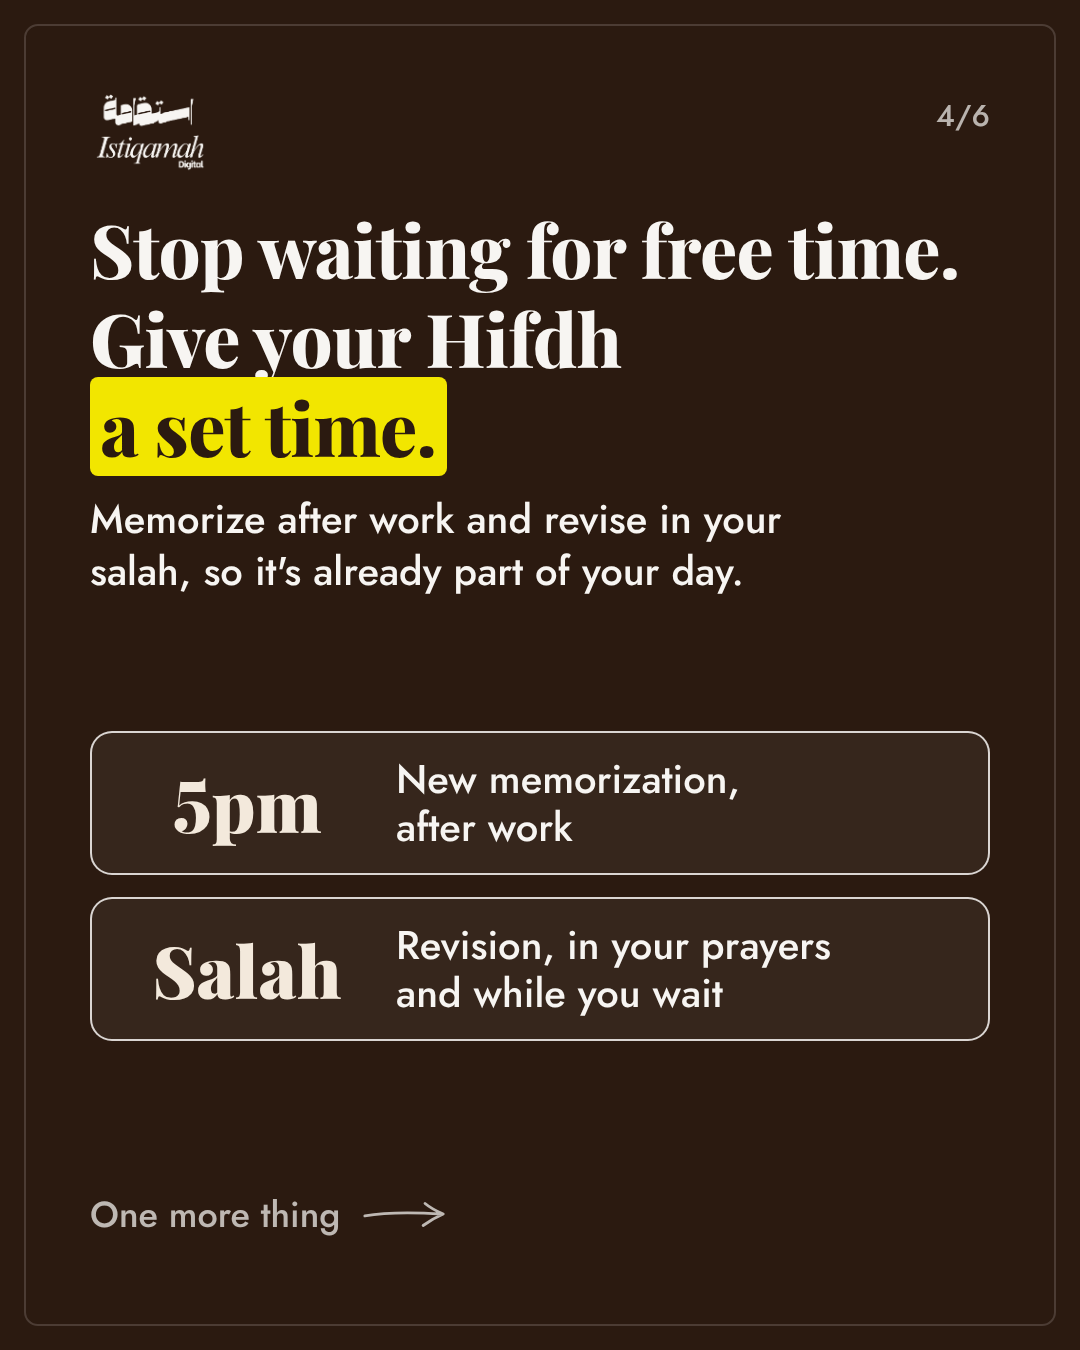 استقامة
Istiqamah
Digital
4/6
Stop waiting for free time.
Give your Hifdh
a set time.
Memorize after work and revise in your
salah, so it's already part of your day.
5pm
New memorization,
after work
Salah
Revision, in your prayers
and while you wait
One more thing